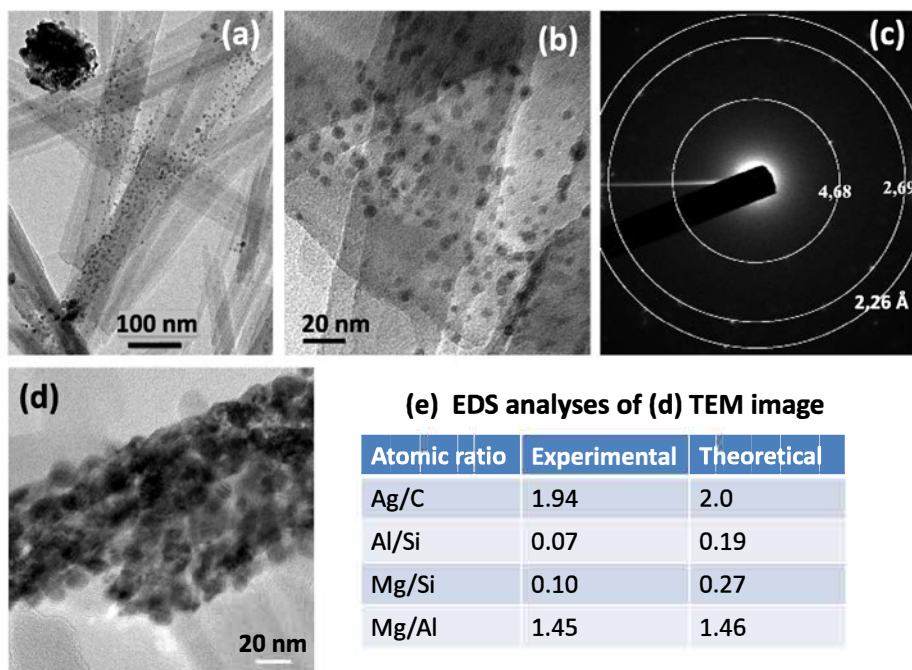 (a)
100 nm
(b)
20 nm
(c)
4,68
2,69
2,26 Å
(d)
20 nm
(e) EDS analyses of (d) TEM image
Atomic ratio Experimental Theoretical
Ag/C 1.94 2.0
Al/Si 0.07 0.19
Mg/Si 0.10 0.27
Mg/Al 1.45 1.46